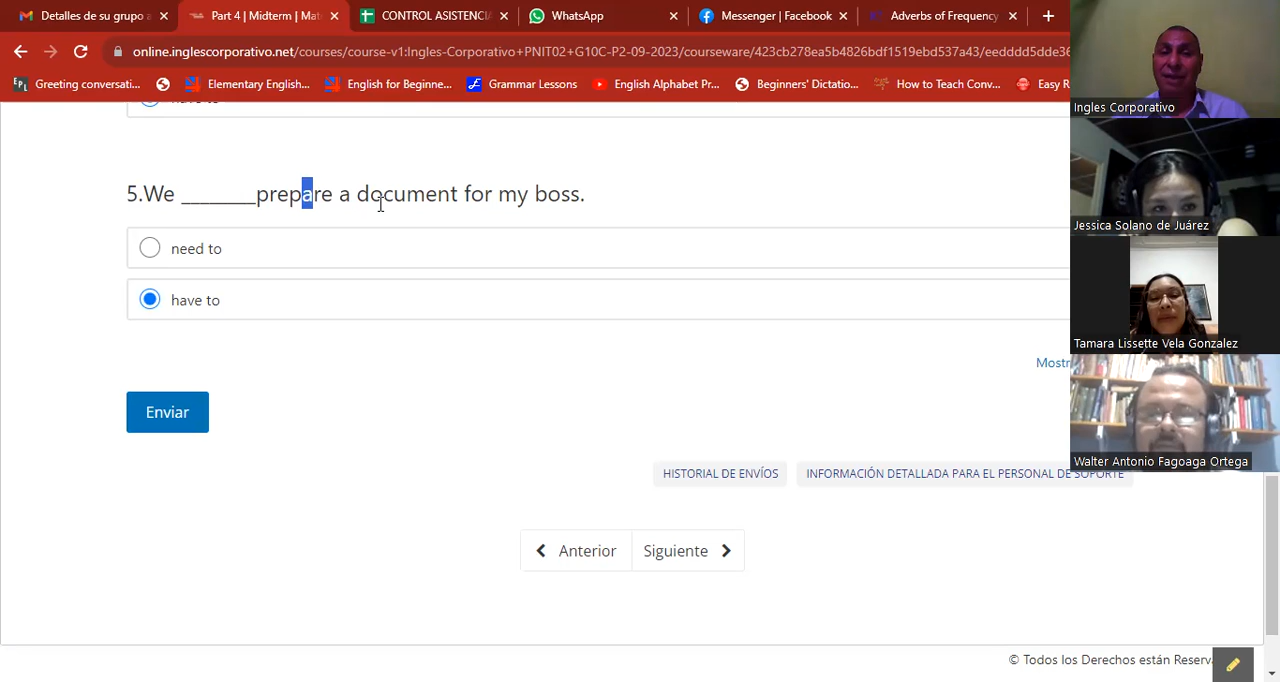 Detalles de su grupo a
Part 4 | Midterm | Mat
CONTROL ASISTENCIA
WhatsApp
Messenger | Facebook
Adverbs of Frequency
online.inglescorporativo.net/courses/course-v1:Ingles-Corporativo+PNIT02+G10C-P2-09-2023/courseware/423cb278ea5b4826bdf1519ebd537a43/eedddd5dde36
Greeting conversati...
Elementary English...
English for Beginne...
Grammar Lessons
English Alphabet Pr...
Beginners' Dictatio...
How to Teach Conv...
Easy R
have to
5.We ________prepare a document for my boss.
need to
have to
Mostr
Enviar
HISTORIAL DE ENVÍOS
INFORMACIÓN DETALLADA PARA EL PERSONAL DE SOPORTE
Anterior
Siguiente
© Todos los Derechos están Reserva
Ingles Corporativo
Jessica Solano de Juárez
Tamara Lissette Vela Gonzalez
Walter Antonio Fagoaga Ortega